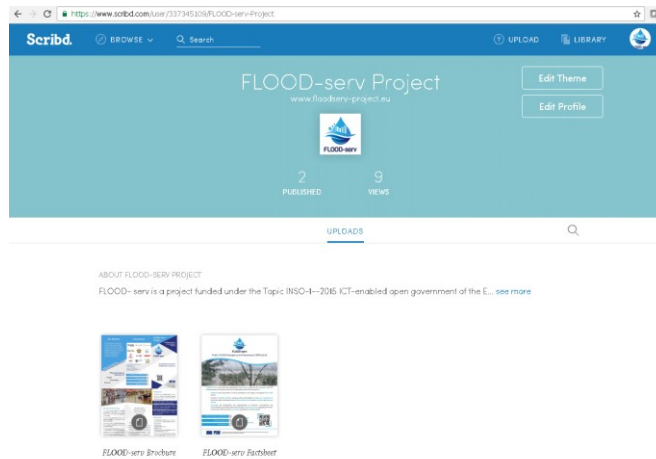 https://www.scribd.com/user/337345109/FLOOD-serv-Project
Scribd.
BROWSE
Search
UPLOAD
LIBRARY
FLOOD-serv Project
www.floodserv-project.eu
Edit Theme
Edit Profile
FLOOD-serv
2
PUBLISHED
9
VIEWS
UPLOADS
ABOUT FLOOD-SERV PROJECT
FLOOD- serv is a project funded under the Topic INSO-1--2015 ICT-enabled open government of the E... see more
FLOOD-serv Brochure
FLOOD-serv Factsheet